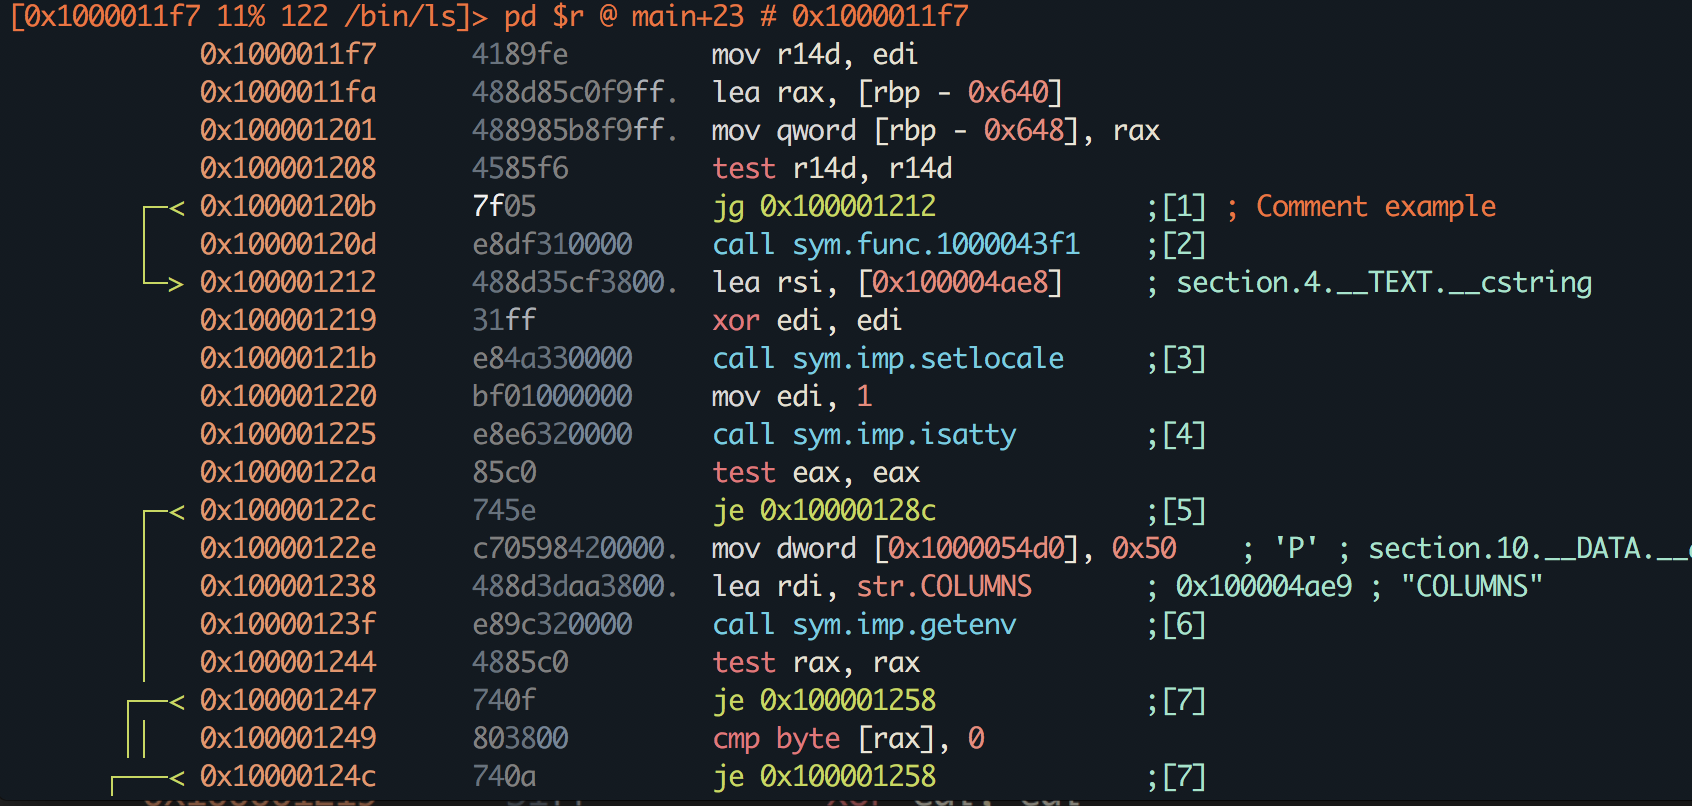 [0x1000011f7 11% 122 /bin/ls]> pd $r @ main+23 # 0x1000011f7
0x1000011f7 4189fe mov r14d, edi
0x1000011fa 488d85c0f9ff. lea rax, [rbp - 0x640]
0x100001201 488985b8f9ff. mov qword [rbp - 0x648], rax
0x100001208 4585f6 test r14d, r14d
0x10000120b 7f05 jg 0x100001212 ;[1] ; Comment example
0x10000120d e8df310000 call sym.func.1000043f1 ;[2]
0x100001212 488d35cf3800. lea rsi, [0x100004ae8] ; section.4.__TEXT.__cstring
0x100001219 31ff xor edi, edi
0x10000121b e84a330000 call sym.imp.setlocale ;[3]
0x100001220 bf01000000 mov edi, 1
0x100001225 e8e6320000 call sym.imp.isatty ;[4]
0x10000122a 85c0 test eax, eax
0x10000122c 745e je 0x10000128c ;[5]
0x10000122e c70598420000. mov dword [0x1000054d0], 0x50 ; 'P' ; section.10.__DATA.__
0x100001238 488d3daa3800. lea rdi, str.COLUMNS ; 0x100004ae9 ; "COLUMNS"
0x10000123f e89c320000 call sym.imp.getenv ;[6]
0x100001244 4885c0 test rax, rax
0x100001247 740f je 0x100001258 ;[7]
0x100001249 803800 cmp byte [rax], 0
0x10000124c 740a je 0x100001258 ;[7]